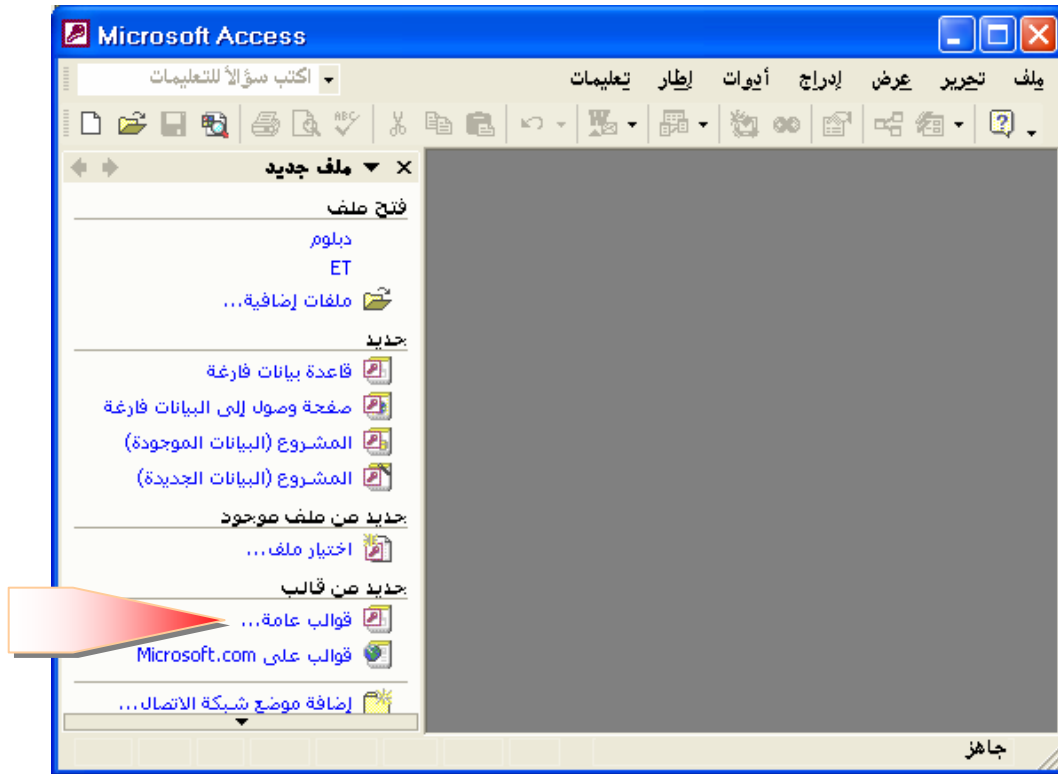 Microsoft Access
ملف تحرير عرض إدراج أدوات إطار تعليمات اكتب سؤالاً للتعليمات
ملف جديد
فتح ملف
دبلوم
ET
ملفات إضافية...
جديد
قاعدة بيانات فارغة
صفحة وصول إلى البيانات فارغة
المشروع (البيانات الموجودة)
المشروع (البيانات الجديدة)
جديد من ملف موجود
اختيار ملف...
جديد من قالب
قوالب عامة...
قوالب على Microsoft.com
إضافة موضع شبكة الاتصال...
جاهز